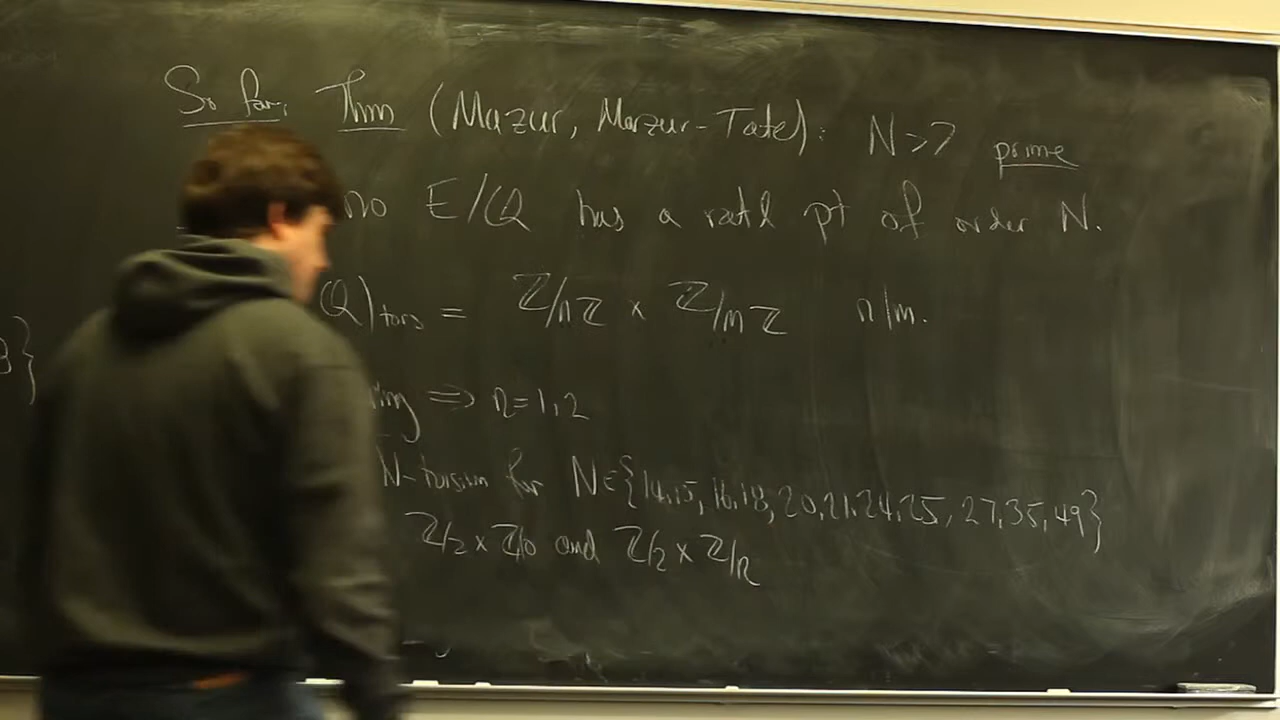 So far, Thm (Mazur, Mazur-Tate): N>7 prime
no E/Q has a rat'l pt of order N.
Q)tors = Z/nZ × Z/mZ n|m.
⇒ n=1,2
N-torsion for N∈{14,15,16,18,20,21,24,25,27,35,49}
Z/2 × Z/10 and Z/2 × Z/12